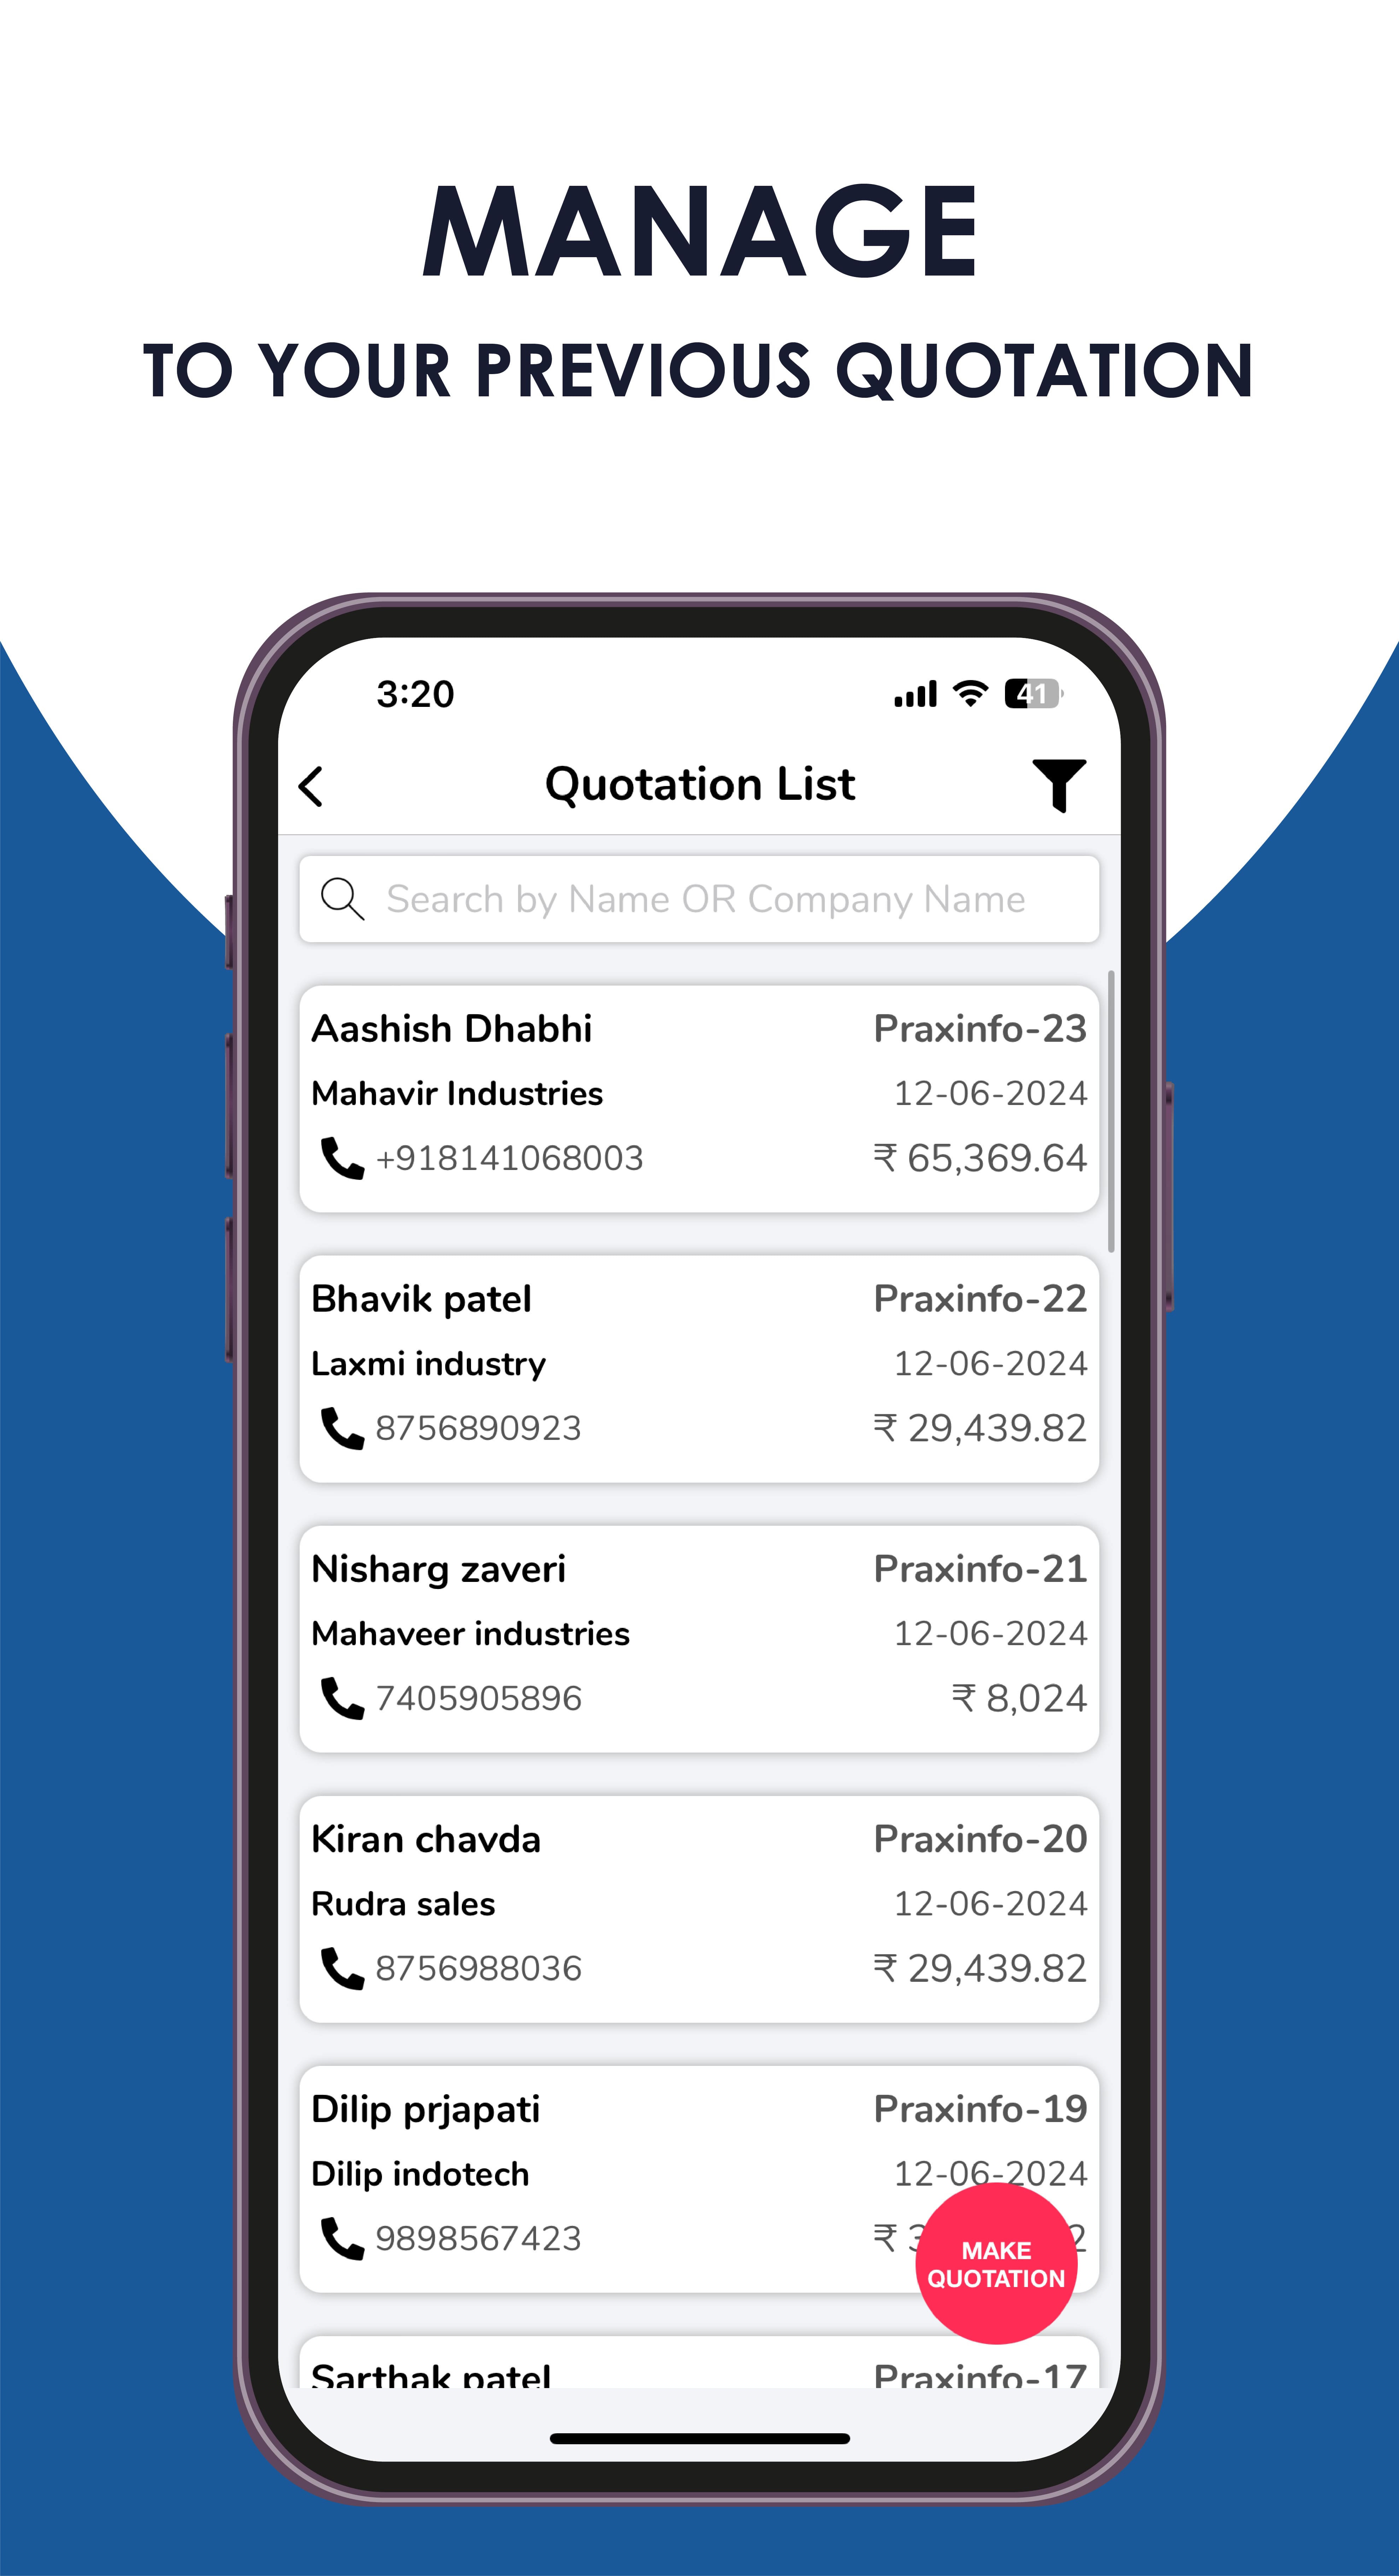 MANAGE
TO YOUR PREVIOUS QUOTATION
3:20
41
Quotation List
Search by Name OR Company Name
Aashish Dhabhi Praxinfo-23
Mahavir Industries 12-06-2024
+918141068003 ₹ 65,369.64
Bhavik patel Praxinfo-22
Laxmi industry 12-06-2024
8756890923 ₹ 29,439.82
Nisharg zaveri Praxinfo-21
Mahaveer industries 12-06-2024
7405905896 ₹ 8,024
Kiran chavda Praxinfo-20
Rudra sales 12-06-2024
8756988036 ₹ 29,439.82
Dilip prjapati Praxinfo-19
Dilip indotech 12-06-2024
9898567423 ₹
MAKE
QUOTATION
Sarthak patel Praxinfo-17